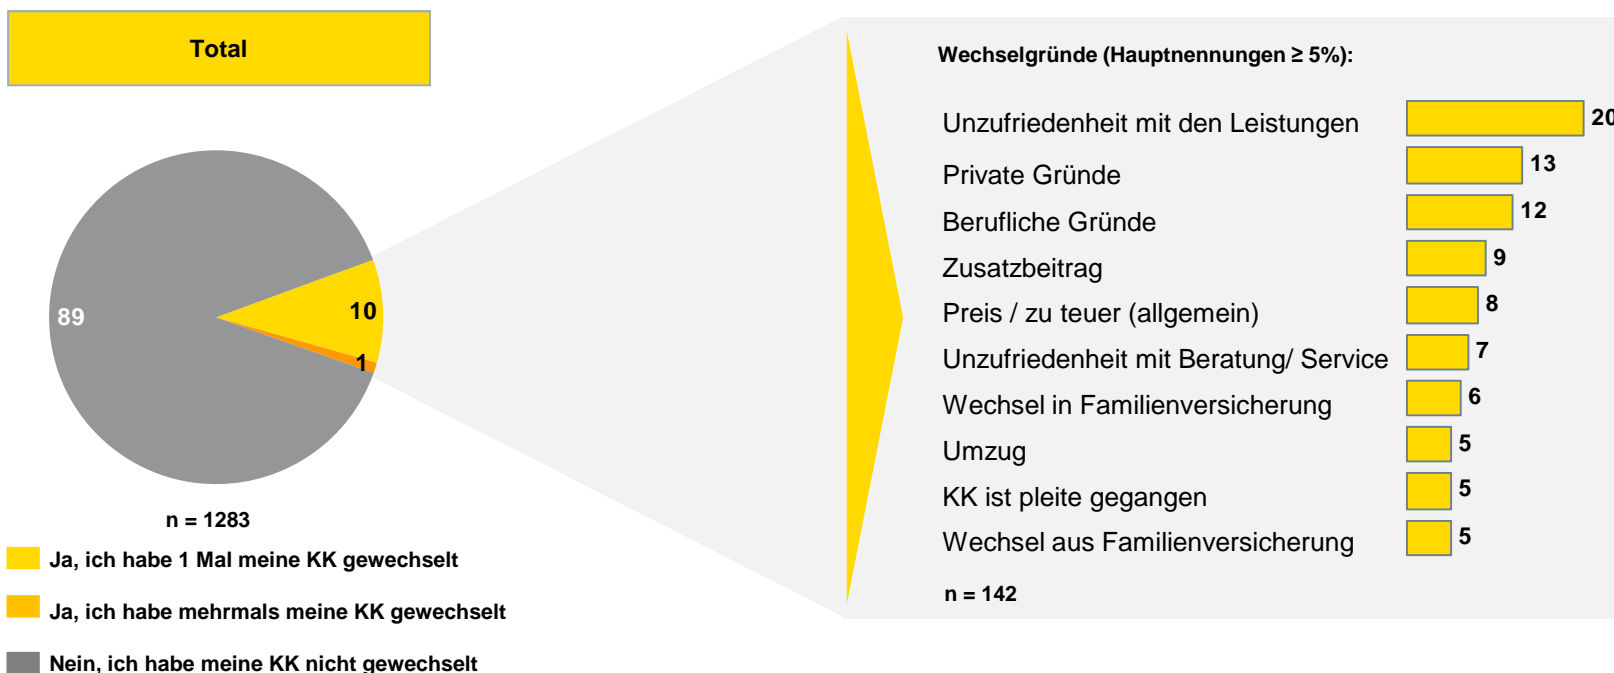 Total
89
10
1
n = 1283
Ja, ich habe 1 Mal meine KK gewechselt
Ja, ich habe mehrmals meine KK gewechselt
Nein, ich habe meine KK nicht gewechselt
Wechselgründe (Hauptnennungen ≥ 5%):
Unzufriedenheit mit den Leistungen 20
Private Gründe 13
Berufliche Gründe 12
Zusatzbeitrag 9
Preis / zu teuer (allgemein) 8
Unzufriedenheit mit Beratung/ Service 7
Wechsel in Familienversicherung 6
Umzug 5
KK ist pleite gegangen 5
Wechsel aus Familienversicherung 5
n = 142